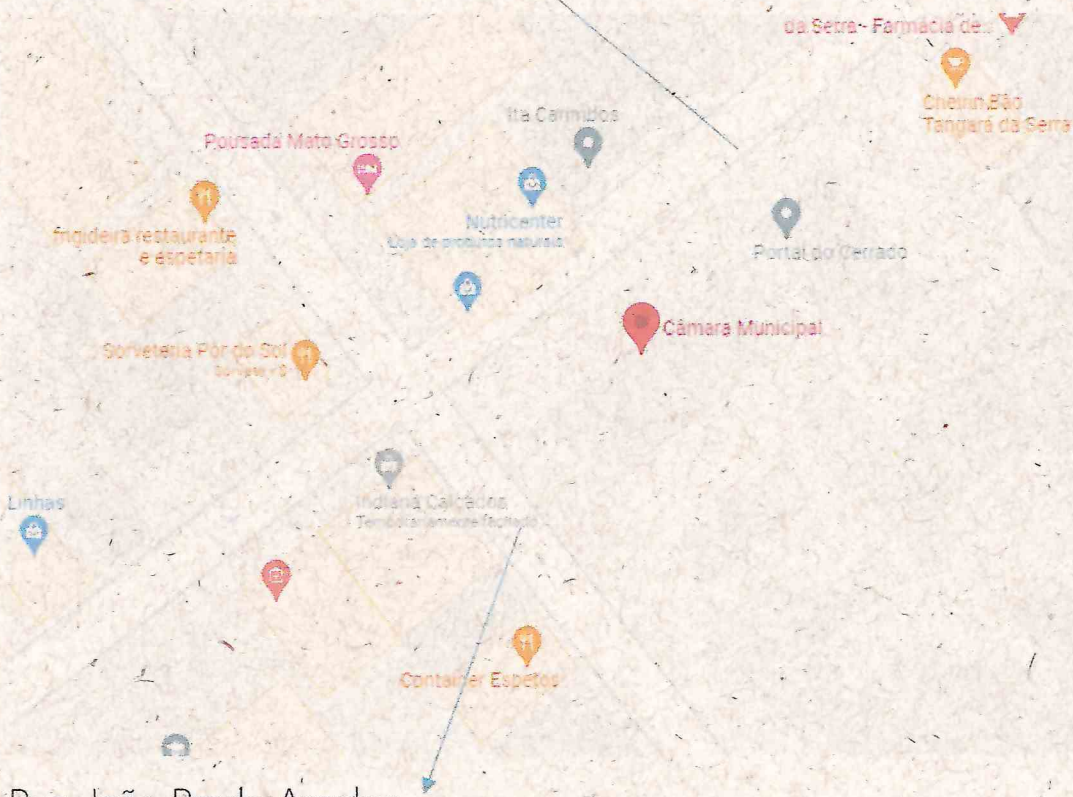 da Serra - Farmácia de...
Cheirin Bão
Tangará da Serra
Ita Carimbos
Pousada Mato Grosso
Nutricenter
Loja de produtos naturais
frigideira restaurante
e espetaria
Portal do Cerrado
Câmara Municipal
Sorveteria Pôr do Sol
Indiana Calçados
Temporariamente fechado
Linhas
Container Espetos